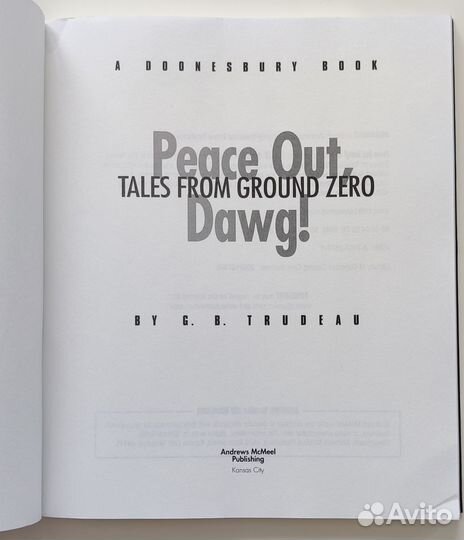 A DOONESBURY BOOK
Peace Out,
TALES FROM GROUND ZERO
Dawg!
BY G. B. TRUDEAU
Andrews McMeel
Publishing
Kansas City
Avito